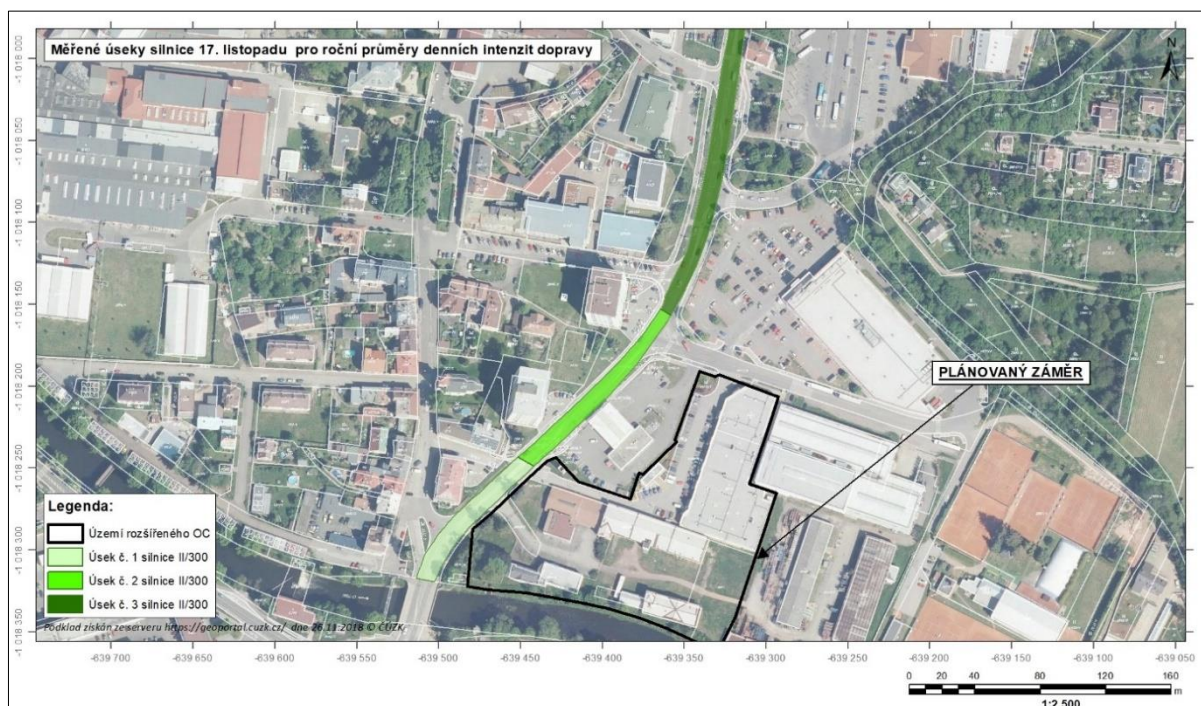 Měřené úseky silnice 17. listopadu pro roční průměry denních intenzit dopravy
N
-1 018 000
-1 018 050
-1 018 100
-1 018 150
-1 018 200
-1 018 250
-1 018 300
-1 018 350
PLÁNOVANÝ ZÁMĚR
Legenda:
Území rozšířeného OC
Úsek č. 1 silnice II/300
Úsek č. 2 silnice II/300
Úsek č. 3 silnice II/300
Podklad získán ze serveru https://geoportal.cuzk.cz/ dne 26.11.2018 © ČÚZK
-639 700 -639 650 -639 600 -639 550 -639 500 -639 450 -639 400 -639 350 -639 300 -639 250 -639 200 -639 150 -639 100 -639 050
0 20 40 80 120 160
m
1:2 500